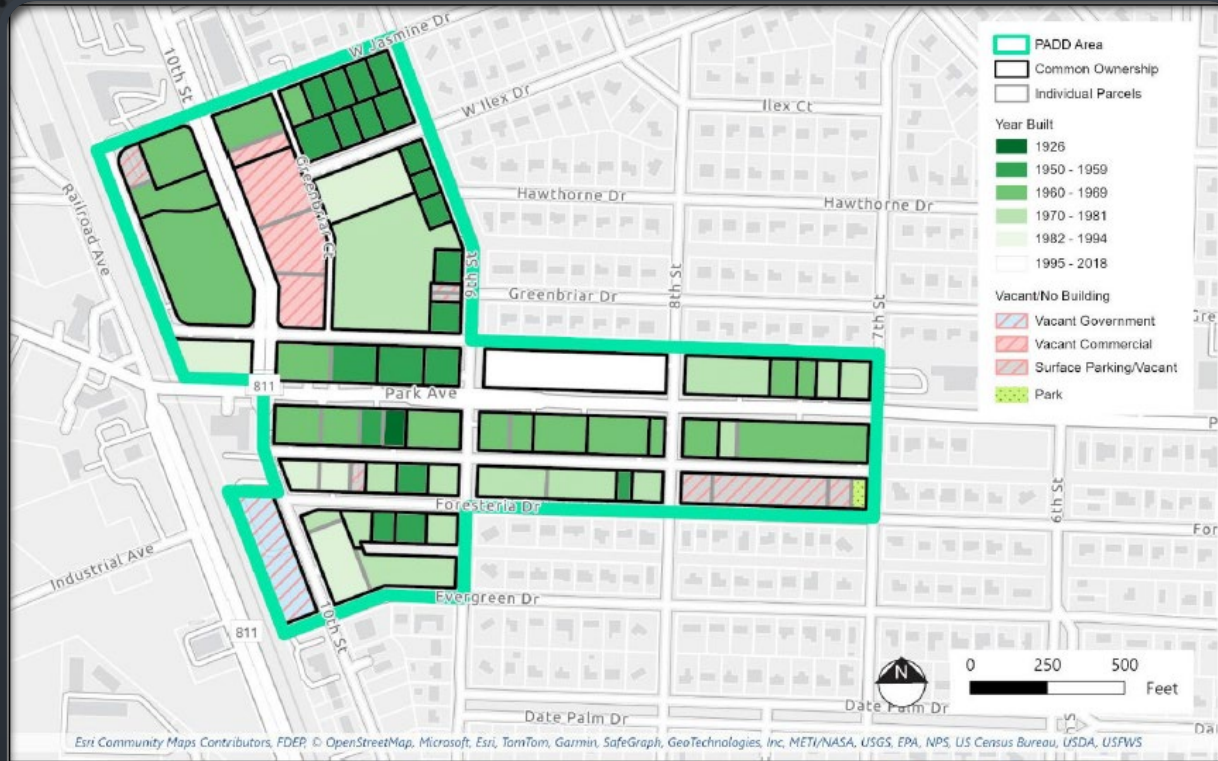 W Jasmine Dr
10th St
W Ilex Dr
Ilex Ct
Railroad Ave
Greenbriar Ct
Hawthorne Dr
Hawthorne Dr
9th St
8th St
7th St
Greenbriar Dr
811
Park Ave
Foresteria Dr
6th St
For
Industrial Ave
Evergreen Dr
10th St
811
Date Palm Dr
Date Palm Dr
Da
PADD Area
Common Ownership
Individual Parcels
Year Built
1926
1950 - 1959
1960 - 1969
1970 - 1981
1982 - 1994
1995 - 2018
Vacant/No Building
Vacant Government
Vacant Commercial
Surface Parking/Vacant
Park
N
0 250 500
Feet
Esri Community Maps Contributors, FDEP, © OpenStreetMap, Microsoft, Esri, TomTom, Garmin, SafeGraph, GeoTechnologies, Inc, METI/NASA, USGS, EPA, NPS, US Census Bureau, USDA, USFWS